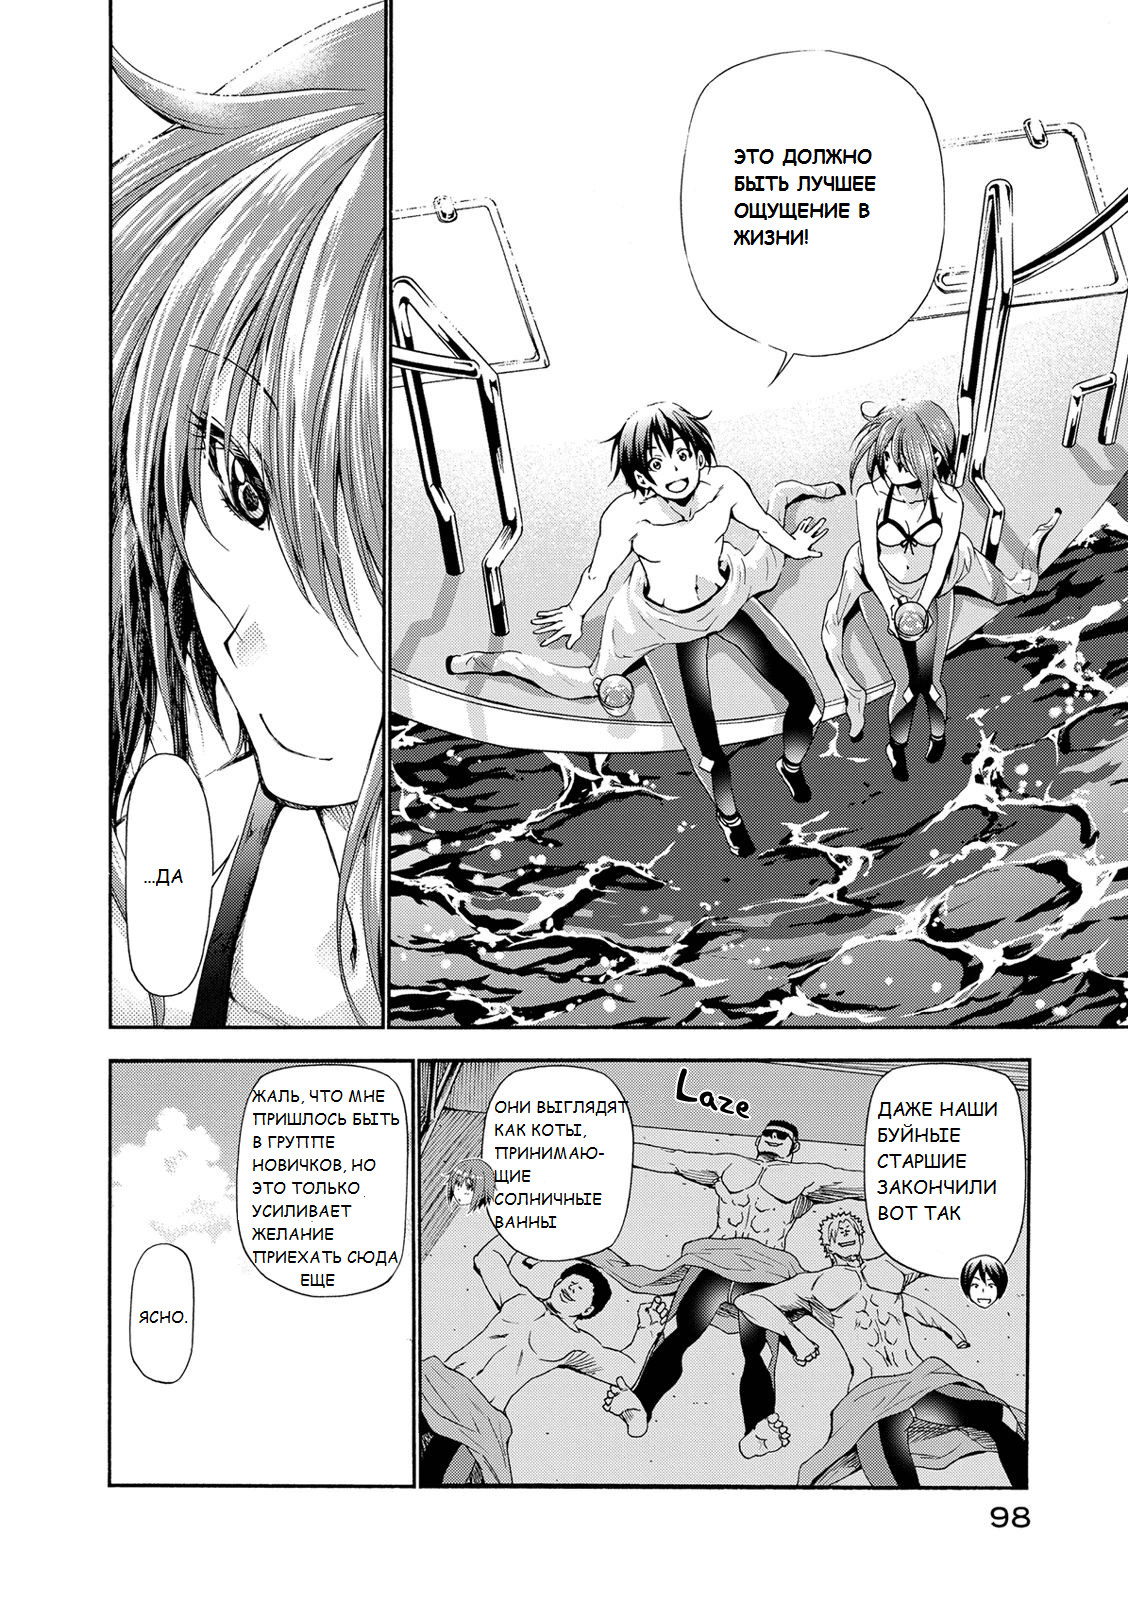 ЭТО ДОЛЖНО
БЫТЬ ЛУЧШЕЕ
ОЩУЩЕНИЕ В
ЖИЗНИ!
...ДА
ДАЖЕ НАШИ
БУЙНЫЕ
СТАРШИЕ
ЗАКОНЧИЛИ
ВОТ ТАК
Laze
ОНИ ВЫГЛЯДЯТ
КАК КОТЫ,
ПРИНИМАЮ-
ЩИЕ
СОЛНИЧНЫЕ
ВАННЫ
ЖАЛЬ, ЧТО МНЕ
ПРИШЛОСЬ БЫТЬ
В ГРУППЕ
НОВИЧКОВ, НО
ЭТО ТОЛЬКО
УСИЛИВАЕТ
ЖЕЛАНИЕ
ПРИЕХАТЬ СЮДА
ЕЩЕ
ЯСНО.
98